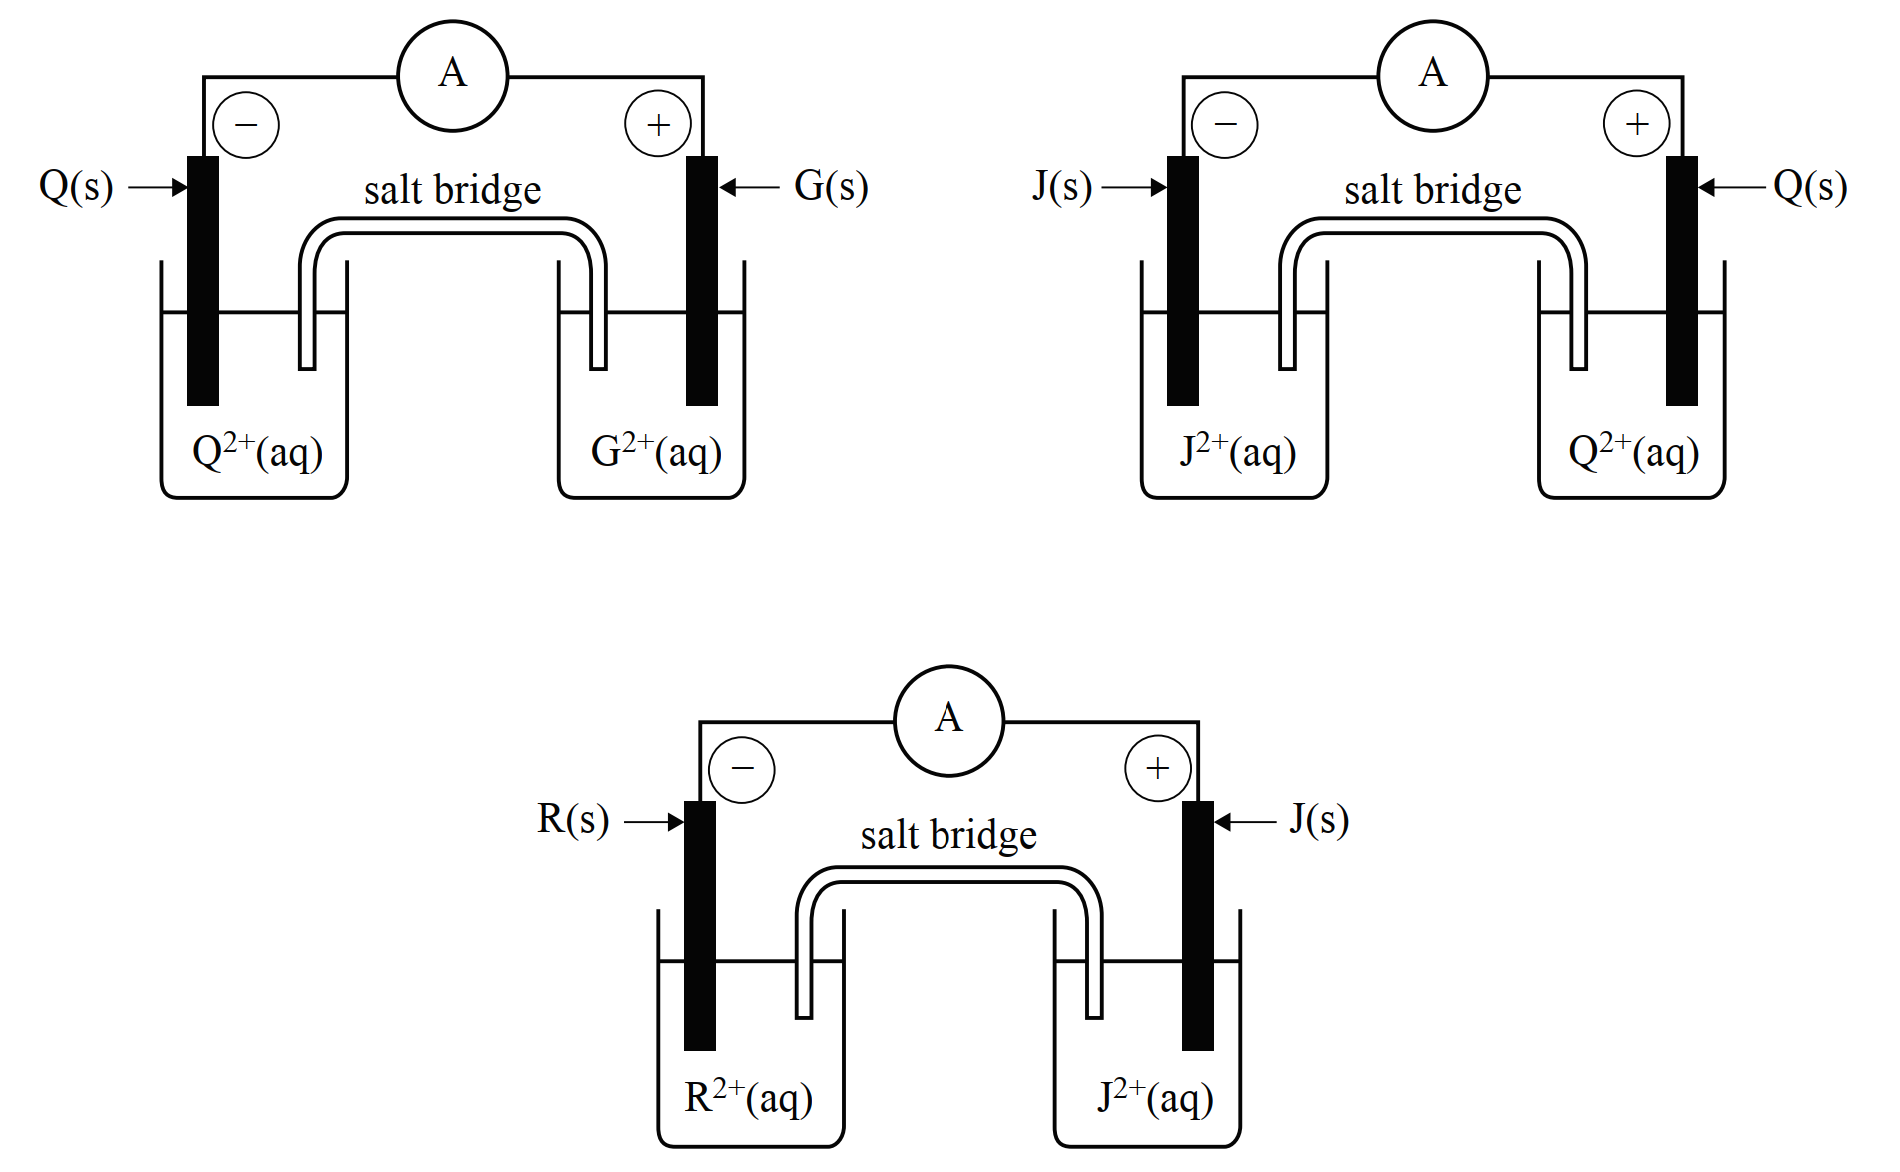 A
A
− +
− +
Q(s) salt bridge G(s)
J(s) salt bridge Q(s)
Q²⁺(aq) G²⁺(aq)
J²⁺(aq) Q²⁺(aq)
A
− +
R(s) salt bridge J(s)
R²⁺(aq) J²⁺(aq)